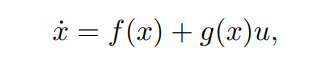 ẋ = f(x) + g(x)u,